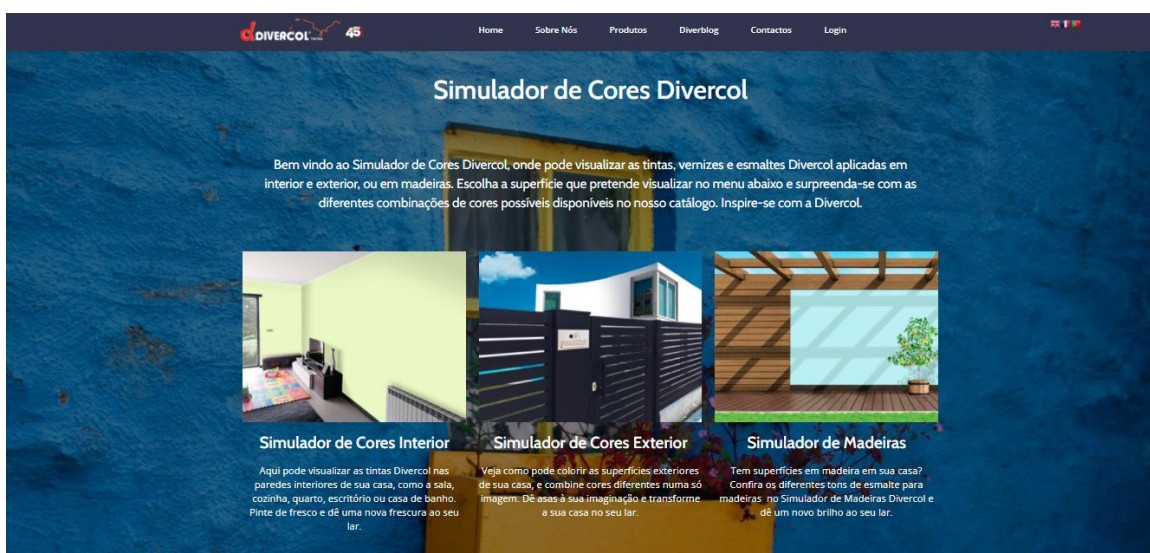 DIVERCOL 45
TINTAS
Home Sobre Nós Produtos Diverblog Contactos Login
Simulador de Cores Divercol
Bem vindo ao Simulador de Cores Divercol, onde pode visualizar as tintas, vernizes e esmaltes Divercol aplicadas em
interior e exterior, ou em madeiras. Escolha a superfície que pretende visualizar no menu abaixo e surpreenda-se com as
diferentes combinações de cores possíveis disponíveis no nosso catálogo. Inspire-se com a Divercol.
Simulador de Cores Interior
Aqui pode visualizar as tintas Divercol nas
paredes interiores de sua casa, como a sala,
cozinha, quarto, escritório ou casa de banho.
Pinte de fresco e dê uma nova frescura ao seu
lar.
Simulador de Cores Exterior
Veja como pode colorir as superfícies exteriores
de sua casa, e combine cores diferentes numa só
imagem. Dê asas à sua imaginação e transforme
a sua casa no seu lar.
Simulador de Madeiras
Tem superfícies em madeira em sua casa?
Confira os diferentes tons de esmalte para
madeiras no Simulador de Madeiras Divercol e
dê um novo brilho ao seu lar.